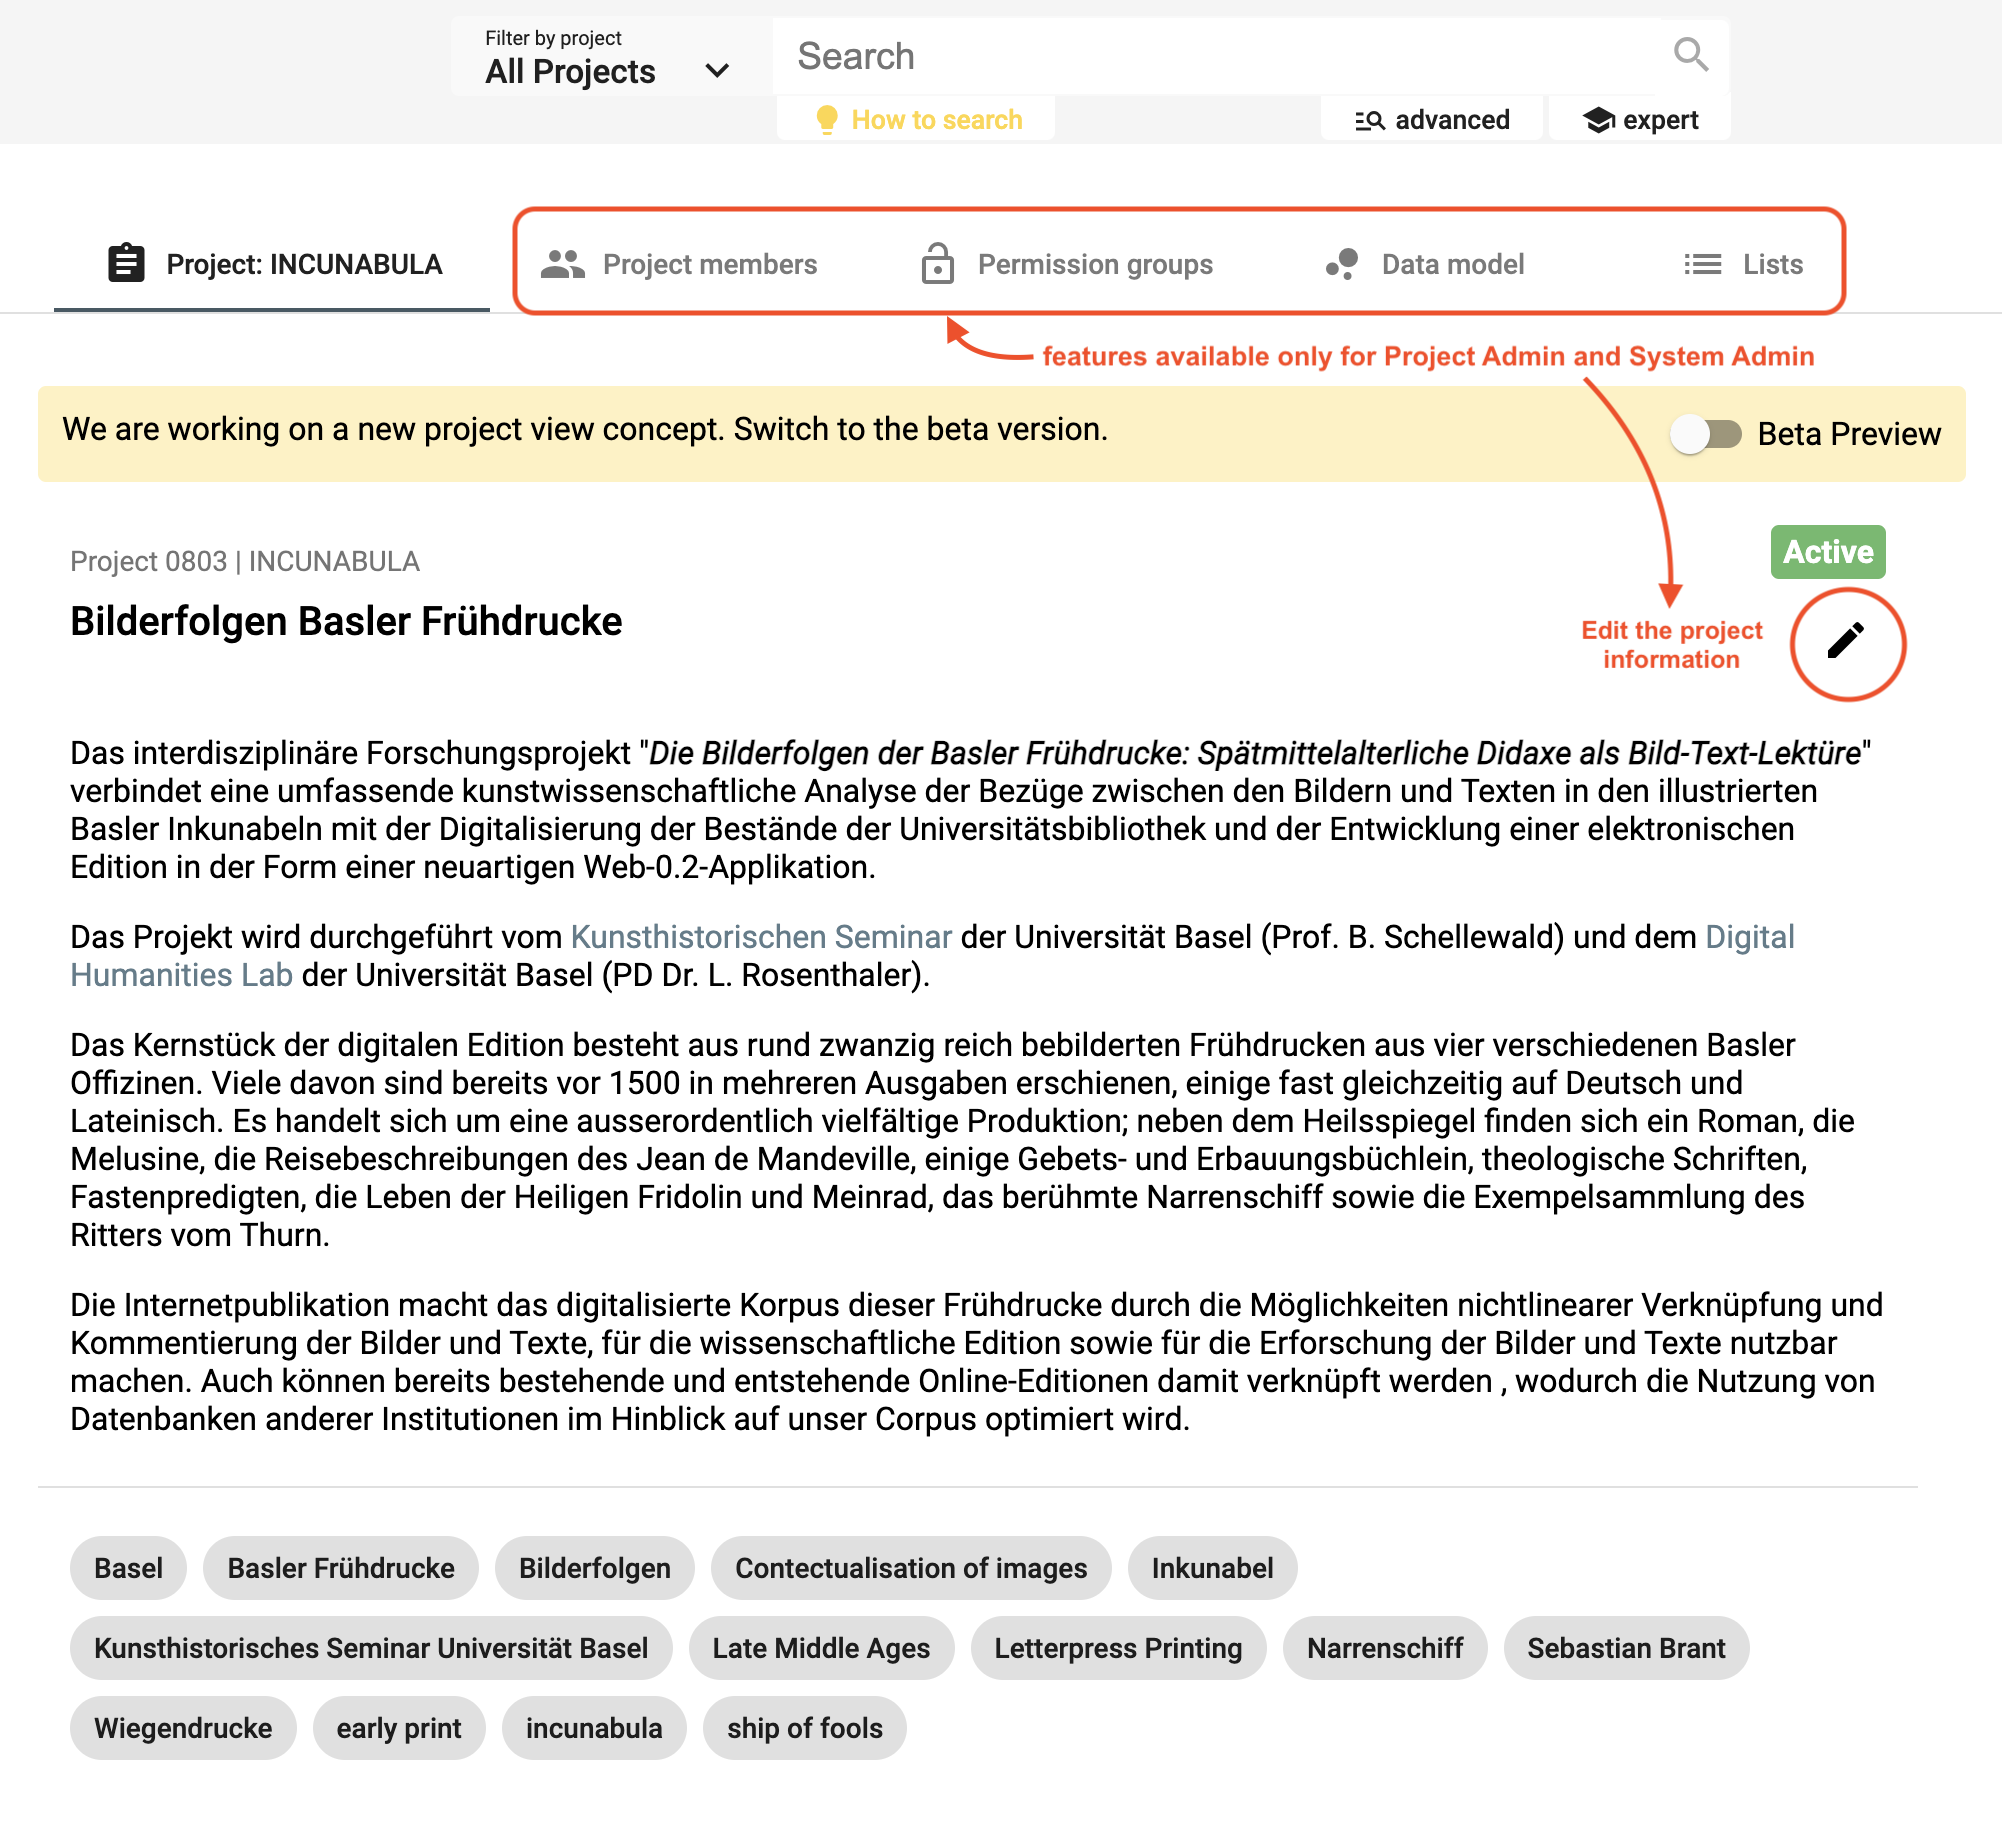 Filter by project
All Projects
Search
How to search
advanced
expert
Project: INCUNABULA
Project members
Permission groups
Data model
Lists
features available only for Project Admin and System Admin
We are working on a new project view concept. Switch to the beta version.
Beta Preview
Project 0803 | INCUNABULA
Active
Bilderfolgen Basler Frühdrucke
Edit the project
information
Das interdisziplinäre Forschungsprojekt "Die Bilderfolgen der Basler Frühdrucke: Spätmittelalterliche Didaxe als Bild-Text-Lektüre"
verbindet eine umfassende kunstwissenschaftliche Analyse der Bezüge zwischen den Bildern und Texten in den illustrierten
Basler Inkunabeln mit der Digitalisierung der Bestände der Universitätsbibliothek und der Entwicklung einer elektronischen
Edition in der Form einer neuartigen Web-0.2-Applikation.
Das Projekt wird durchgeführt vom Kunsthistorischen Seminar der Universität Basel (Prof. B. Schellewald) und dem Digital
Humanities Lab der Universität Basel (PD Dr. L. Rosenthaler).
Das Kernstück der digitalen Edition besteht aus rund zwanzig reich bebilderten Frühdrucken aus vier verschiedenen Basler
Offizinen. Viele davon sind bereits vor 1500 in mehreren Ausgaben erschienen, einige fast gleichzeitig auf Deutsch und
Lateinisch. Es handelt sich um eine ausserordentlich vielfältige Produktion; neben dem Heilsspiegel finden sich ein Roman, die
Melusine, die Reisebeschreibungen des Jean de Mandeville, einige Gebets- und Erbauungsbüchlein, theologische Schriften,
Fastenpredigten, die Leben der Heiligen Fridolin und Meinrad, das berühmte Narrenschiff sowie die Exempelsammlung des
Ritters vom Thurn.
Die Internetpublikation macht das digitalisierte Korpus dieser Frühdrucke durch die Möglichkeiten nichtlinearer Verknüpfung und
Kommentierung der Bilder und Texte, für die wissenschaftliche Edition sowie für die Erforschung der Bilder und Texte nutzbar
machen. Auch können bereits bestehende und entstehende Online-Editionen damit verknüpft werden , wodurch die Nutzung von
Datenbanken anderer Institutionen im Hinblick auf unser Corpus optimiert wird.
Basel
Basler Frühdrucke
Bilderfolgen
Contectualisation of images
Inkunabel
Kunsthistorisches Seminar Universität Basel
Late Middle Ages
Letterpress Printing
Narrenschiff
Sebastian Brant
Wiegendrucke
early print
incunabula
ship of fools